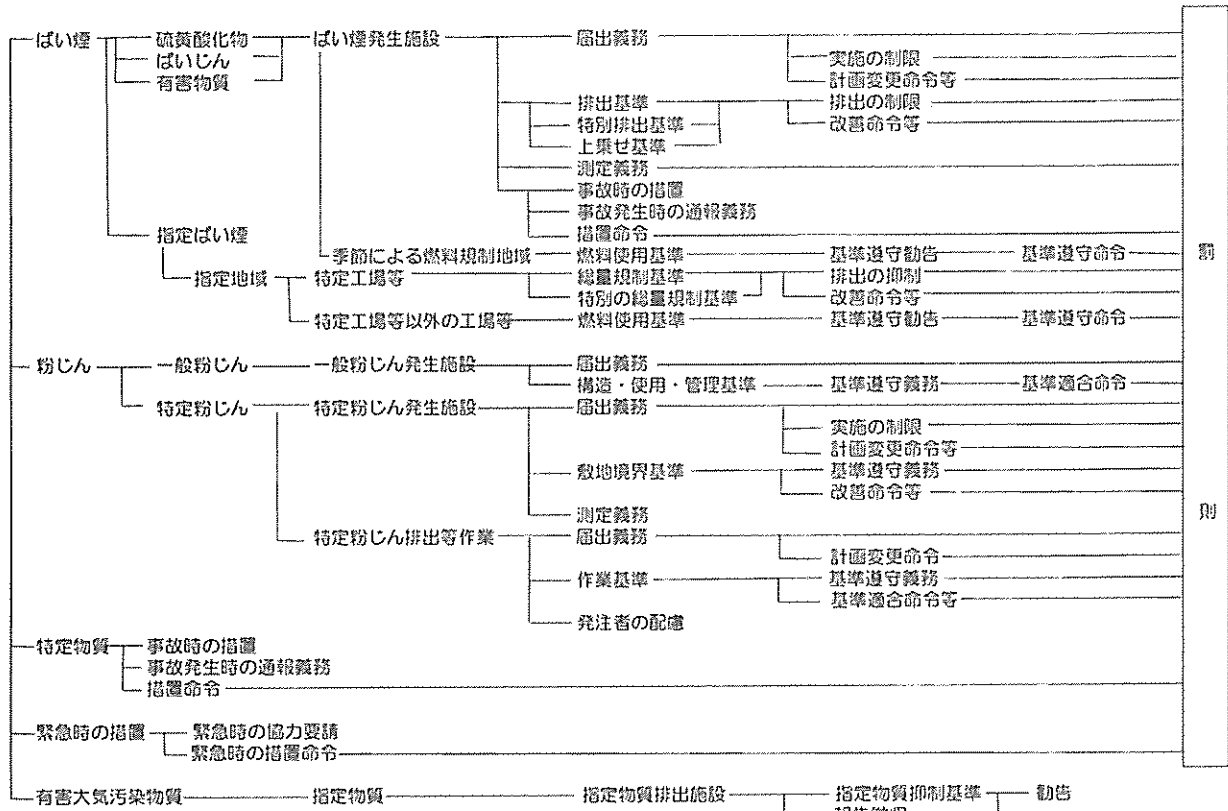 ばい煙 硫黄酸化物 ばい煙発生施設 届出義務
ばいじん 実施の制限
有害物質 計画変更命令等
排出基準 排出の制限
特別排出基準 改善命令等
上乗せ基準
測定義務
事故時の措置
事故発生時の通報義務
指定ばい煙 措置命令
季節による燃料規制地域 燃料使用基準 基準遵守勧告 基準遵守命令
指定地域 特定工場等 総量規制基準 排出の抑制
特別の総量規制基準 改善命令等
特定工場等以外の工場等 燃料使用基準 基準遵守勧告 基準遵守命令
粉じん 一般粉じん 一般粉じん発生施設 届出義務
構造・使用・管理基準 基準遵守義務 基準適合命令
特定粉じん 特定粉じん発生施設 届出義務
実施の制限
計画変更命令等
敷地境界基準 基準遵守義務
改善命令等
測定義務
特定粉じん排出等作業 届出義務
計画変更命令
作業基準 基準遵守義務
基準適合命令等
発注者の配慮
特定物質 事故時の措置
事故発生時の通報義務
措置命令
緊急時の措置 緊急時の協力要請
緊急時の措置命令
有害大気汚染物質 指定物質 指定物質排出施設 指定物質抑制基準 勧告
罰
則